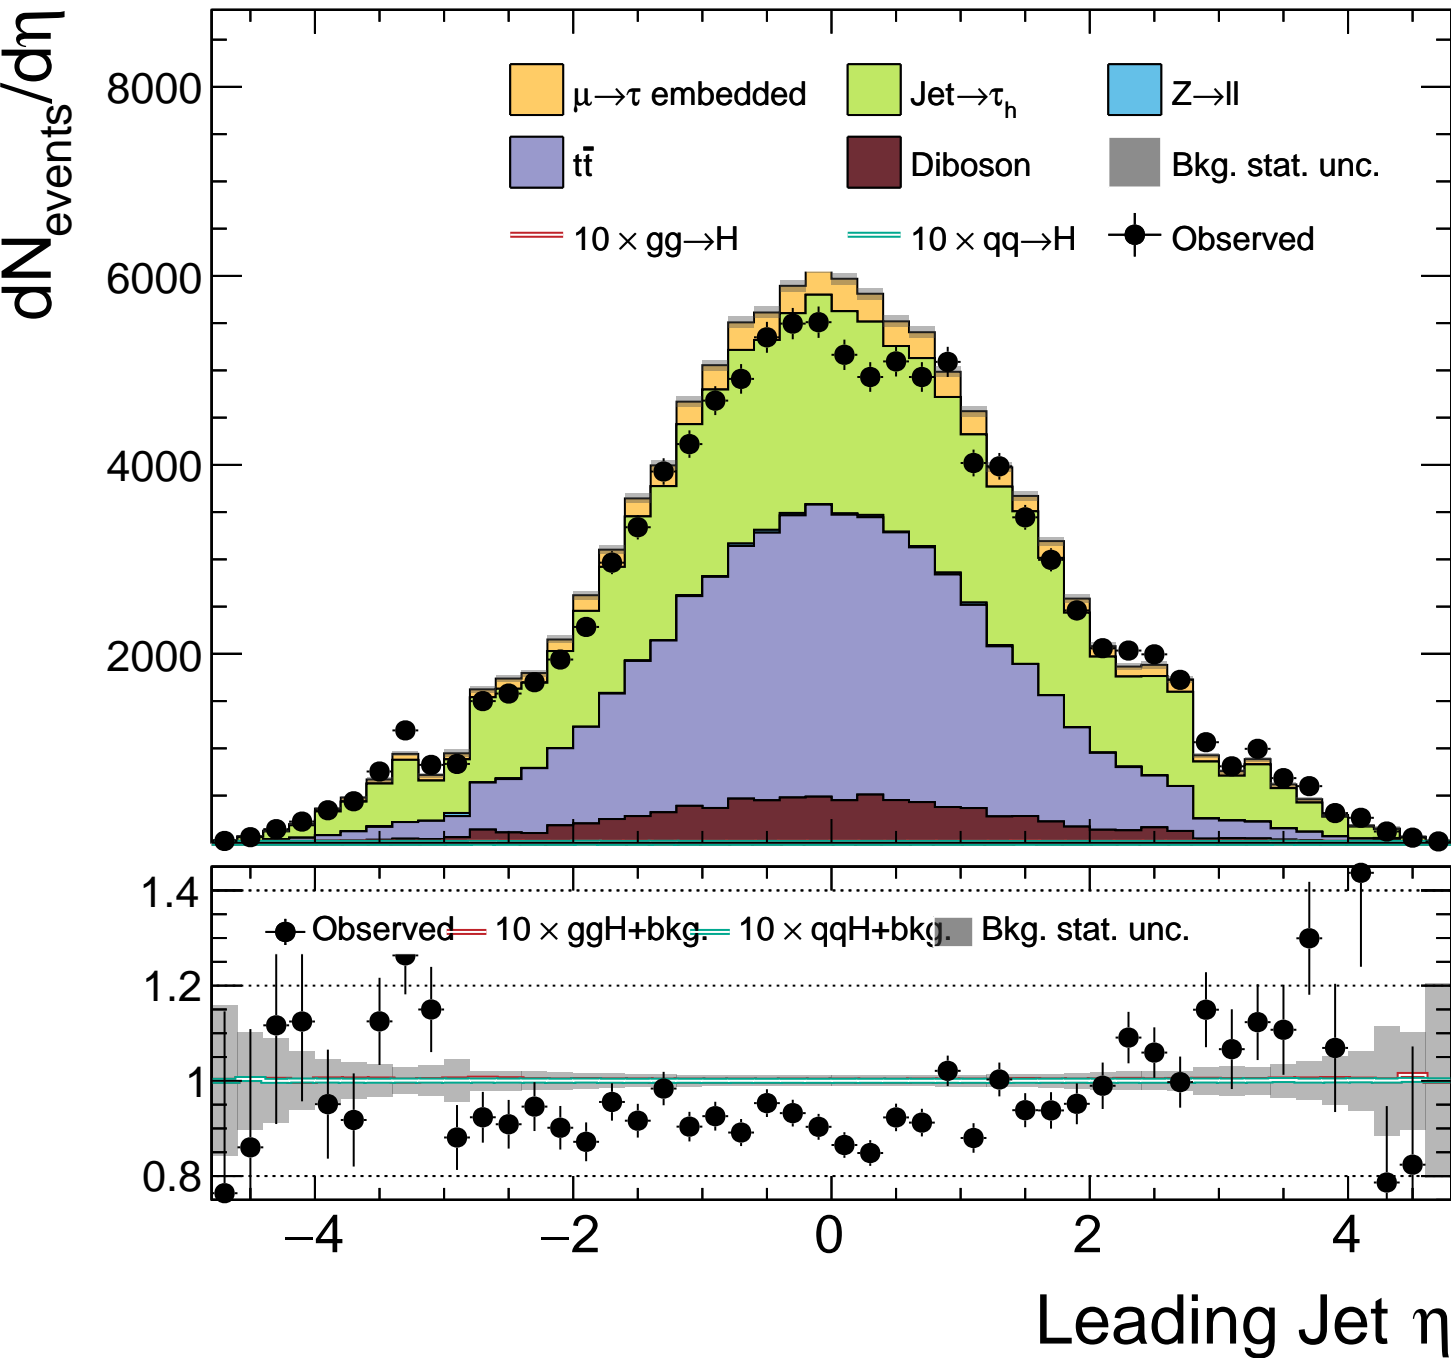 dN_events/dη
8000
6000
4000
2000
μ→τ embedded Jet→τ_h Z→ll
tt̄ Diboson Bkg. stat. unc.
10 × gg→H 10 × qq→H Observed
1.4
1.2
1
0.8
Observed 10 × ggH+bkg. 10 × qqH+bkg. Bkg. stat. unc.
−4 −2 0 2 4
Leading Jet η